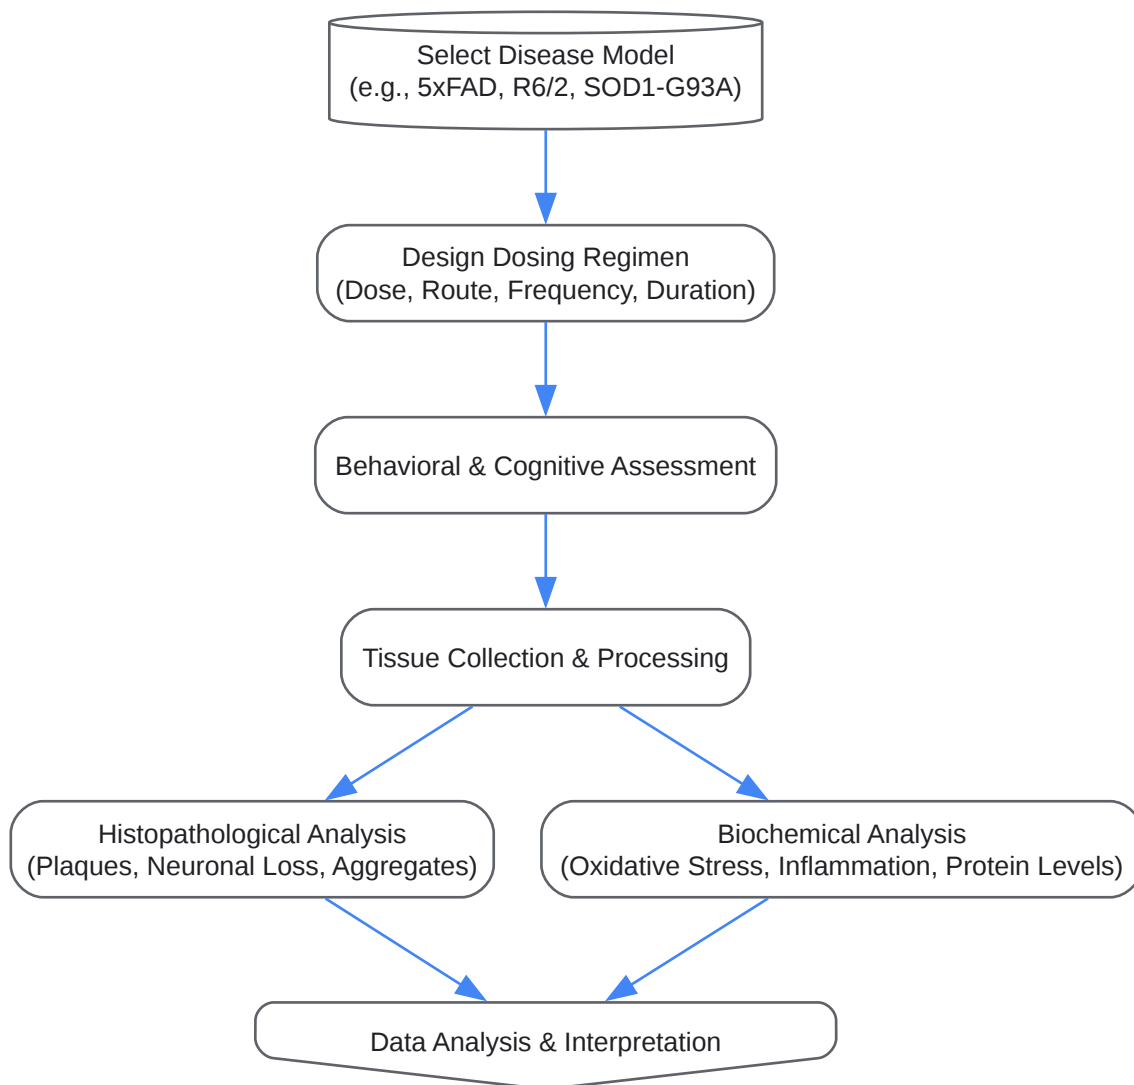 Select Disease Model
(e.g., 5xFAD, R6/2, SOD1-G93A)
Design Dosing Regimen
(Dose, Route, Frequency, Duration)
Behavioral & Cognitive Assessment
Tissue Collection & Processing
Histopathological Analysis
(Plaques, Neuronal Loss, Aggregates)
Biochemical Analysis
(Oxidative Stress, Inflammation, Protein Levels)
Data Analysis & Interpretation